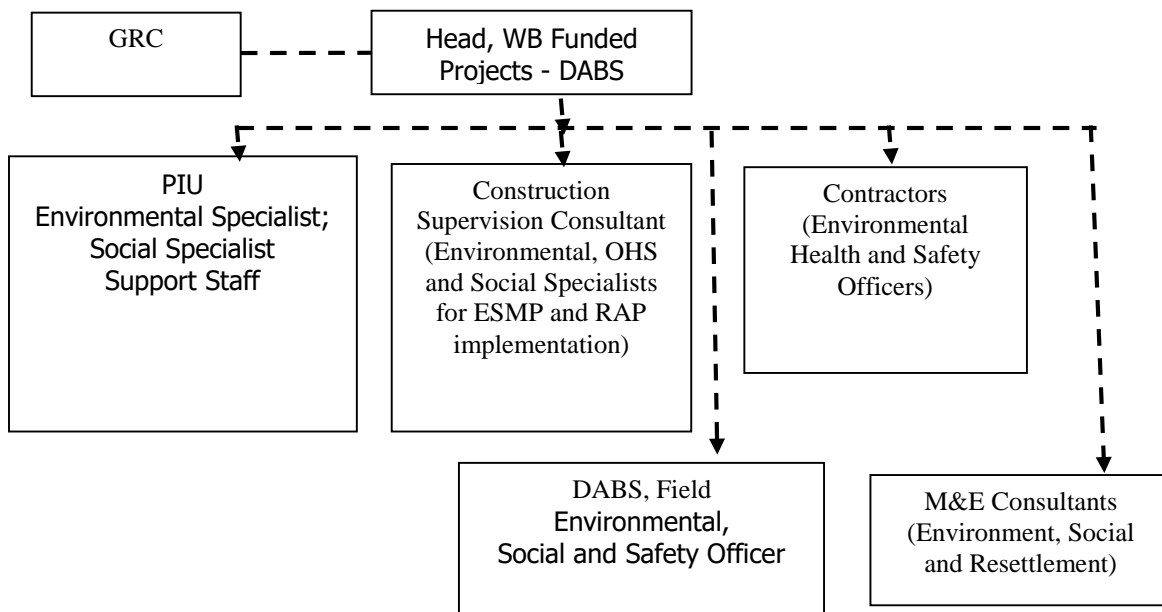 GRC
Head, WB Funded
Projects - DABS
PIU
Environmental Specialist;
Social Specialist
Support Staff
Construction
Supervision Consultant
(Environmental, OHS
and Social Specialists
for ESMP and RAP
implementation)
Contractors
(Environmental
Health and Safety
Officers)
DABS, Field
Environmental,
Social and Safety Officer
M&E Consultants
(Environment, Social
and Resettlement)